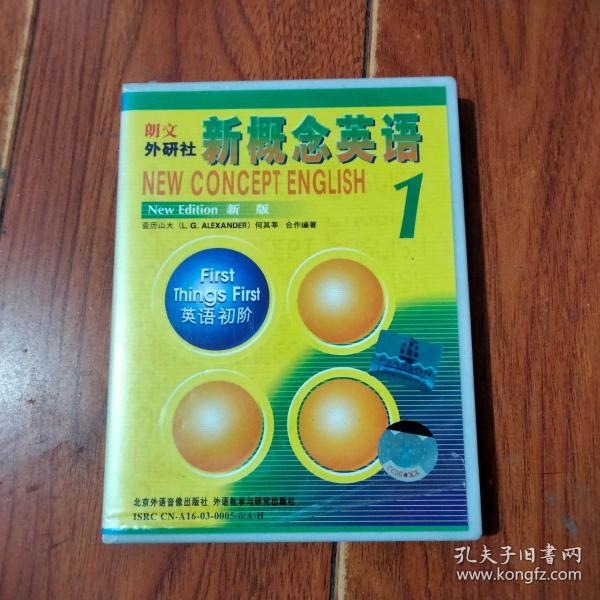 朗文
外研社
新概念英语
NEW CONCEPT ENGLISH
1
New Edition 新 版
亚历山大（L. G. ALEXANDER）何其莘 合作编著
First
Things First
英语初阶
PEARSON
北京外语音像出版社 外语教学与研究出版社
ISRC CN-A16-03-0005-0/A·H
孔夫子旧书网
www.kongfz.com